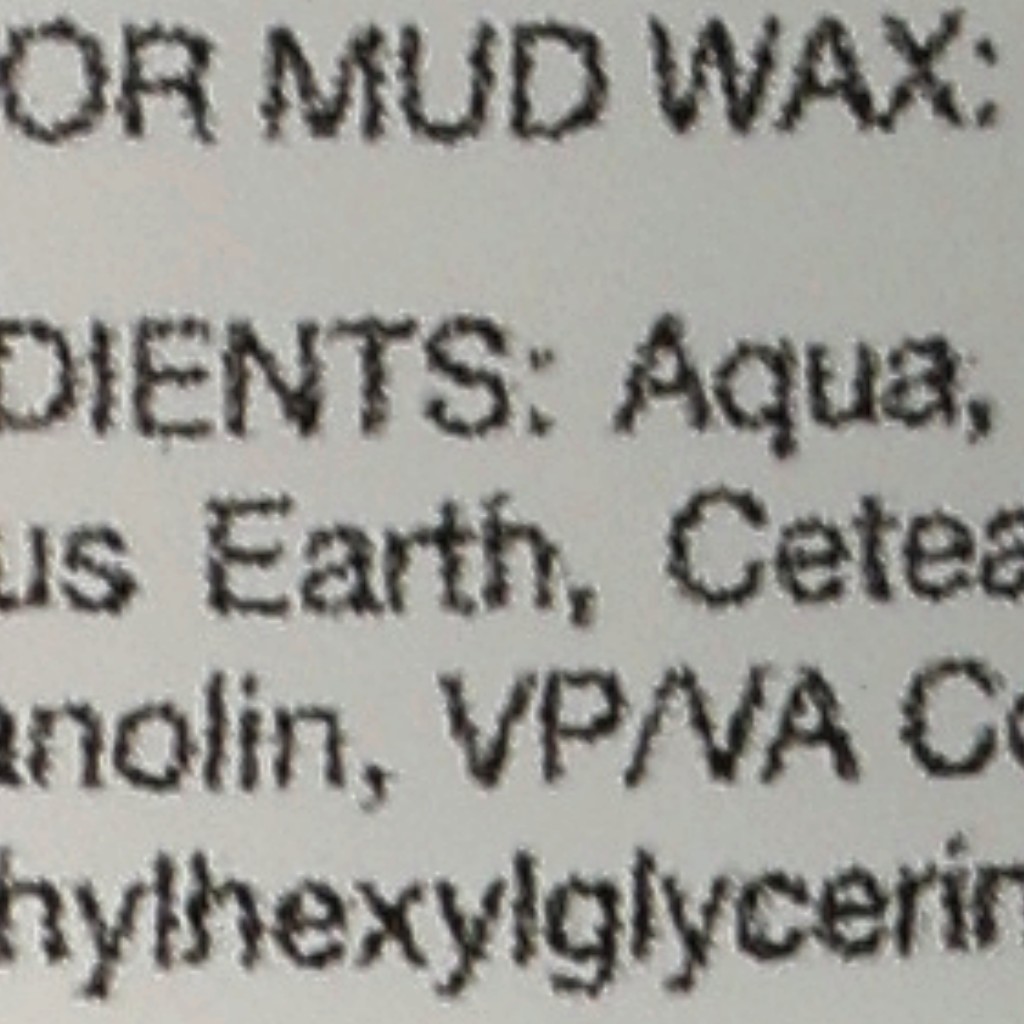 OR MUD WAX:
DIENTS: Aqua,
us Earth, Cetea
anolin, VP/VA Co
hylhexylglycerin